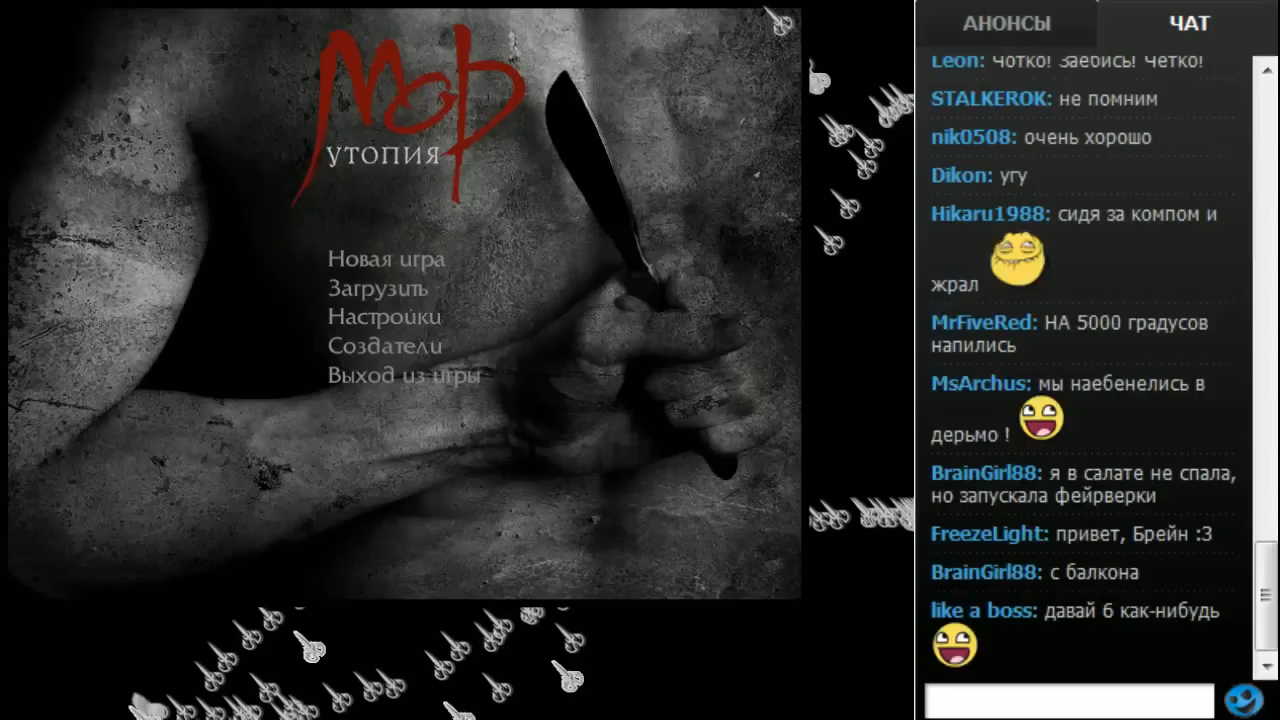 Мор
утопия
Новая игра
Загрузить
Настройки
Создатели
Выход из игры
АНОНСЫ
ЧАТ
Leon: Чотко! Заебись! Четко!
STALKEROK: не помним
nik0508: очень хорошо
Dikon: угу
Hikaru1988: сидя за компом и
жрал
MrFiveRed: НА 5000 градусов
напились
MsArchus: мы наебенелись в
дерьмо !
BrainGirl88: я в салате не спала,
но запускала фейрверки
FreezeLight: привет, Брейн :3
BrainGirl88: с балкона
like a boss: давай 6 как-нибудь